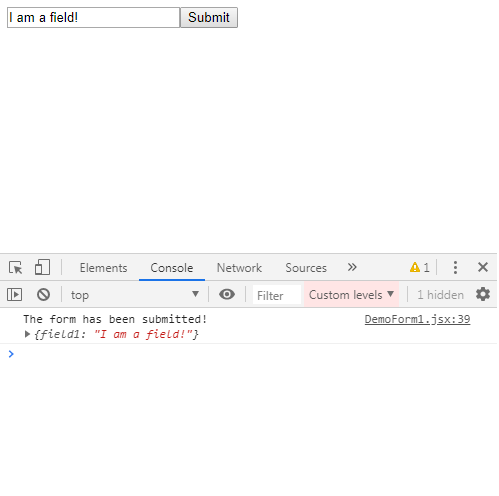 I am a field! Submit
Elements Console Network Sources 1
top Filter Custom levels 1 hidden
The form has been submitted! DemoForm1.jsx:39
{field1: "I am a field!"}